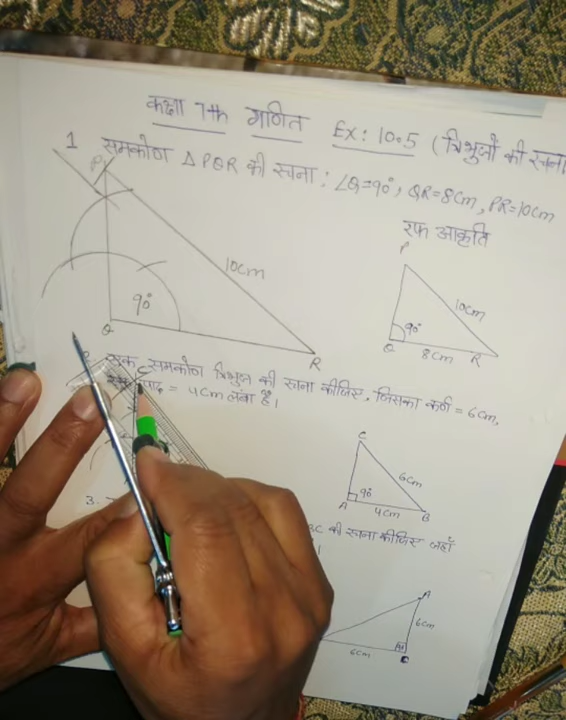 कक्षा 7th गणित Ex: 10.5 (त्रिभुजों की रचना
1 समकोण ΔPQR की रचना; ∠Q=90°, QR=8cm, PR=10cm
रफ आकृति
P
10cm
90°
Q
R
P
10cm
90°
Q
8cm
R
2. एक समकोण त्रिभुज की रचना कीजिए, जिसका कर्ण = 6cm,
पाद = 4cm लंबा है।
C
C
6cm
90°
A
4cm
B
3.
BC की रचना कीजिए जहाँ
A
6cm
6cm